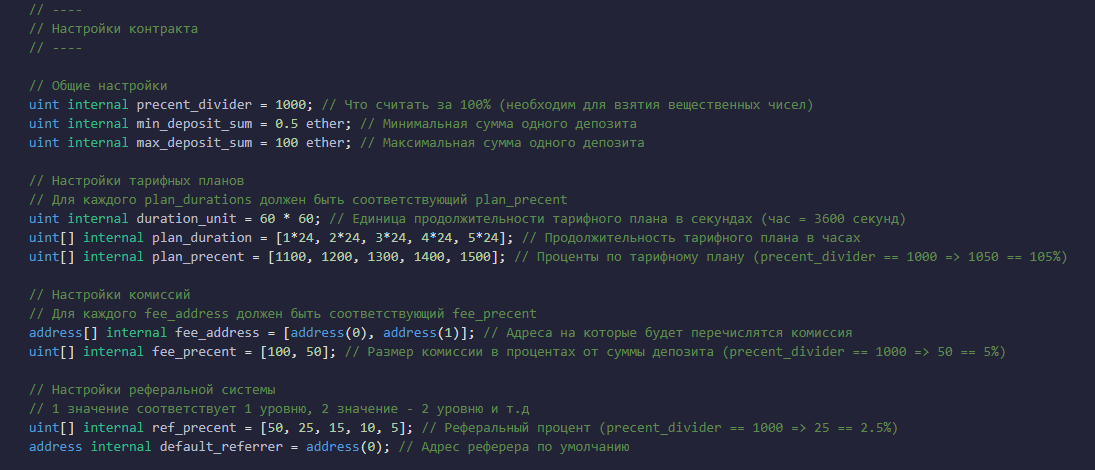 // ----
// Настройки контракта
// ----
// Общие настройки
uint internal precent_divider = 1000; // Что считать за 100% (необходим для взятия вещественных чисел)
uint internal min_deposit_sum = 0.5 ether; // Минимальная сумма одного депозита
uint internal max_deposit_sum = 100 ether; // Максимальная сумма одного депозита
// Настройки тарифных планов
// Для каждого plan_durations должен быть соответствующий plan_precent
uint internal duration_unit = 60 * 60; // Единица продолжительности тарифного плана в секундах (час = 3600 секунд)
uint[] internal plan_duration = [1*24, 2*24, 3*24, 4*24, 5*24]; // Продолжительность тарифного плана в часах
uint[] internal plan_precent = [1100, 1200, 1300, 1400, 1500]; // Проценты по тарифному плану (precent_divider == 1000 => 1050 == 105%)
// Настройки комиссий
// Для каждого fee_address должен быть соответствующий fee_precent
address[] internal fee_address = [address(0), address(1)]; // Адреса на которые будет перечислятся комиссия
uint[] internal fee_precent = [100, 50]; // Размер комиссии в процентах от суммы депозита (precent_divider == 1000 => 50 == 5%)
// Настройки реферальной системы
// 1 значение соответствует 1 уровню, 2 значение - 2 уровню и т.д
uint[] internal ref_precent = [50, 25, 15, 10, 5]; // Реферальный процент (precent_divider == 1000 => 25 == 2.5%)
address internal default_referrer = address(0); // Адрес реферера по умолчанию